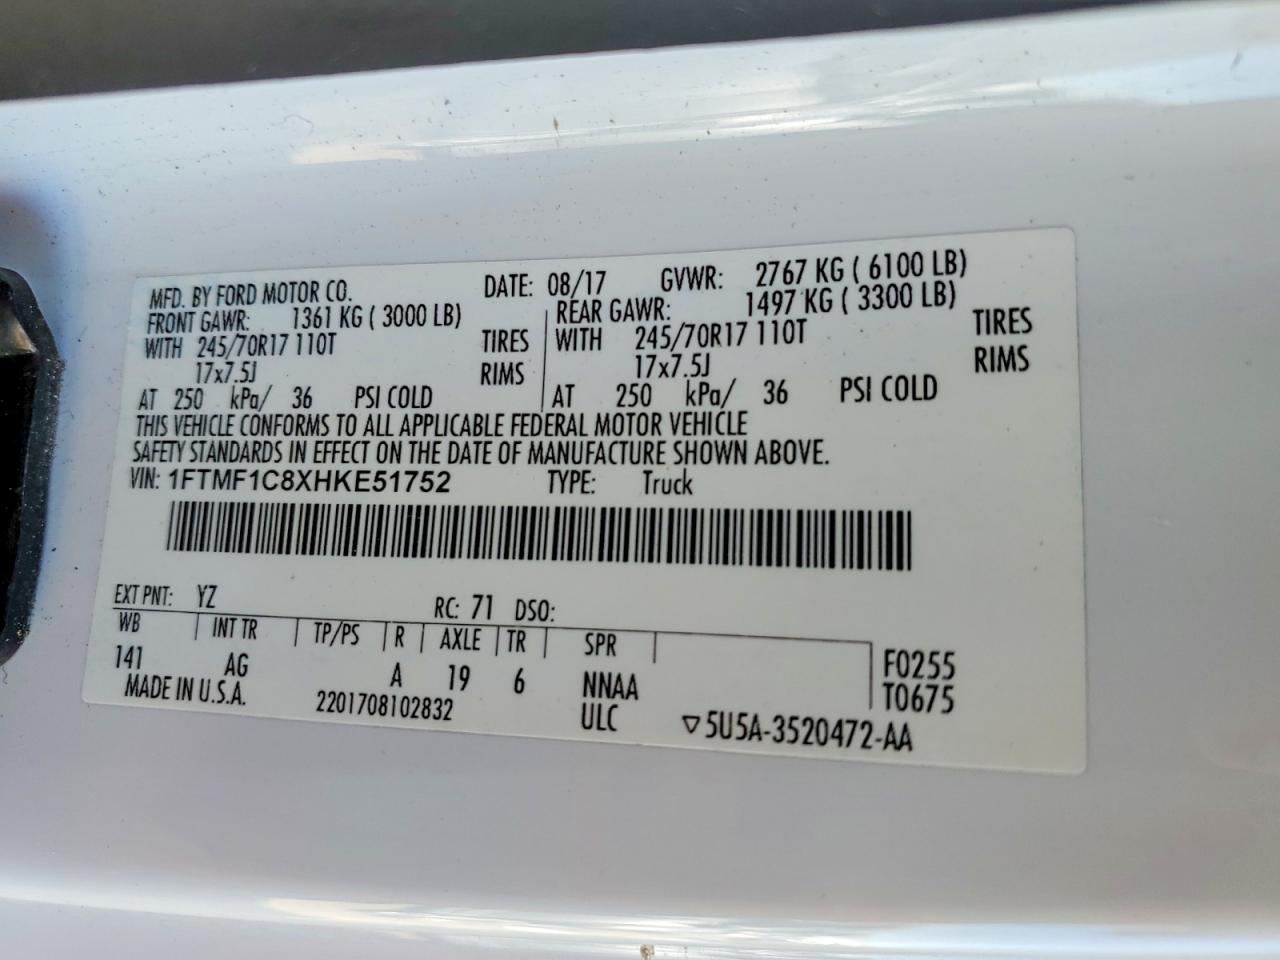 MFD. BY FORD MOTOR CO. DATE: 08/17 GVWR: 2767 KG ( 6100 LB)
FRONT GAWR: 1361 KG ( 3000 LB) REAR GAWR: 1497 KG ( 3300 LB)
WITH 245/70R17 110T TIRES WITH 245/70R17 110T TIRES
17x7.5J RIMS 17x7.5J RIMS
AT 250 kPa/ 36 PSI COLD AT 250 kPa/ 36 PSI COLD
THIS VEHICLE CONFORMS TO ALL APPLICABLE FEDERAL MOTOR VEHICLE
SAFETY STANDARDS IN EFFECT ON THE DATE OF MANUFACTURE SHOWN ABOVE.
VIN: 1FTMF1C8XHKE51752 TYPE: Truck
EXT PNT: YZ RC: 71 DSO:
WB INT TR TP/PS R AXLE TR SPR
141 AG A 19 6 NNAA F0255
MADE IN U.S.A. 2201708102832 ULC T0675
▽5U5A-3520472-AA